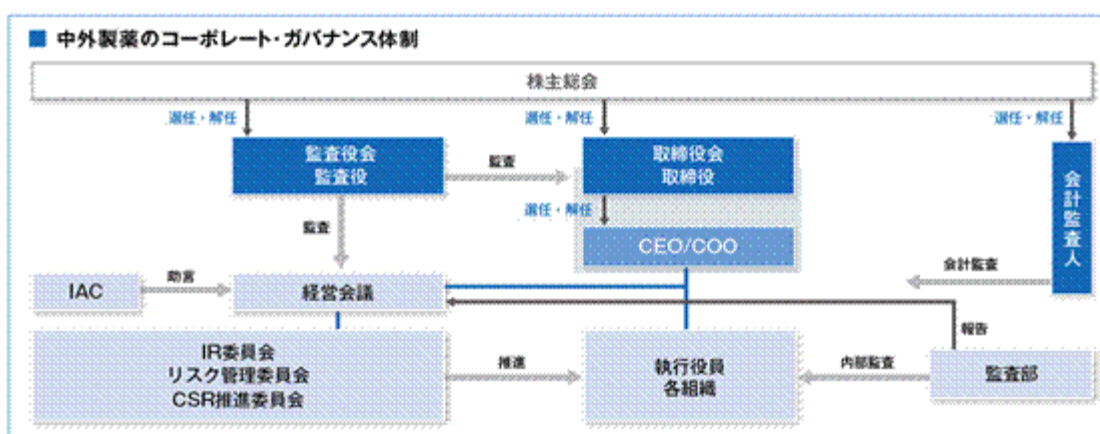 ■ 中外製薬のコーポレート・ガバナンス体制
株主総会
選任・解任
選任・解任
選任・解任
監査役会
監査役
監査
取締役会
取締役
会計監査人
監査
選任・解任
CEO/COO
会計監査
IAC
助言
経営会議
報告
IR委員会
リスク管理委員会
CSR推進委員会
推進
執行役員
各組織
内部監査
監査部